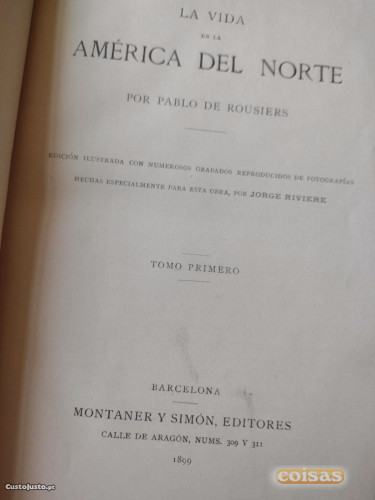 LA VIDA
EN LA
AMÉRICA DEL NORTE
POR PABLO DE ROUSIERS
EDICIÓN ILUSTRADA CON NUMEROSOS GRABADOS REPRODUCIDOS DE FOTOGRAFÍAS
HECHAS ESPECIALMENTE PARA ESTA OBRA, POR JORGE RIVIERE
TOMO PRIMERO
BARCELONA
MONTANER Y SIMÓN, EDITORES
CALLE DE ARAGÓN, NUMS. 309 Y 311
1899
CustoJusto.pt
coisas